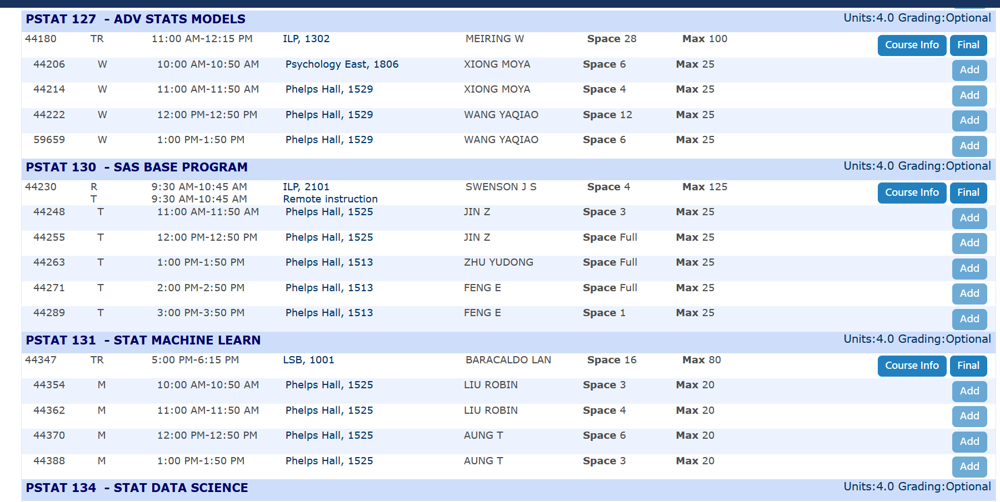 PSTAT 127 - ADV STATS MODELS Units:4.0 Grading:Optional
44180 TR 11:00 AM-12:15 PM ILP, 1302 MEIRING W Space 28 Max 100 Course Info Final
44206 W 10:00 AM-10:50 AM Psychology East, 1806 XIONG MOYA Space 6 Max 25 Add
44214 W 11:00 AM-11:50 AM Phelps Hall, 1529 XIONG MOYA Space 4 Max 25 Add
44222 W 12:00 PM-12:50 PM Phelps Hall, 1529 WANG YAQIAO Space 12 Max 25 Add
59659 W 1:00 PM-1:50 PM Phelps Hall, 1529 WANG YAQIAO Space 6 Max 25 Add
PSTAT 130 - SAS BASE PROGRAM Units:4.0 Grading:Optional
44230 R 9:30 AM-10:45 AM ILP, 2101 SWENSON J S Space 4 Max 125 Course Info Final
T 9:30 AM-10:45 AM Remote instruction
44248 T 11:00 AM-11:50 AM Phelps Hall, 1525 JIN Z Space 3 Max 25 Add
44255 T 12:00 PM-12:50 PM Phelps Hall, 1525 JIN Z Space Full Max 25 Add
44263 T 1:00 PM-1:50 PM Phelps Hall, 1513 ZHU YUDONG Space Full Max 25 Add
44271 T 2:00 PM-2:50 PM Phelps Hall, 1513 FENG E Space Full Max 25 Add
44289 T 3:00 PM-3:50 PM Phelps Hall, 1513 FENG E Space 1 Max 25 Add
PSTAT 131 - STAT MACHINE LEARN Units:4.0 Grading:Optional
44347 TR 5:00 PM-6:15 PM LSB, 1001 BARACALDO LAN Space 16 Max 80 Course Info Final
44354 M 10:00 AM-10:50 AM Phelps Hall, 1525 LIU ROBIN Space 3 Max 20 Add
44362 M 11:00 AM-11:50 AM Phelps Hall, 1525 LIU ROBIN Space 4 Max 20 Add
44370 M 12:00 PM-12:50 PM Phelps Hall, 1525 AUNG T Space 6 Max 20 Add
44388 M 1:00 PM-1:50 PM Phelps Hall, 1525 AUNG T Space 3 Max 20 Add
PSTAT 134 - STAT DATA SCIENCE Units:4.0 Grading:Optional